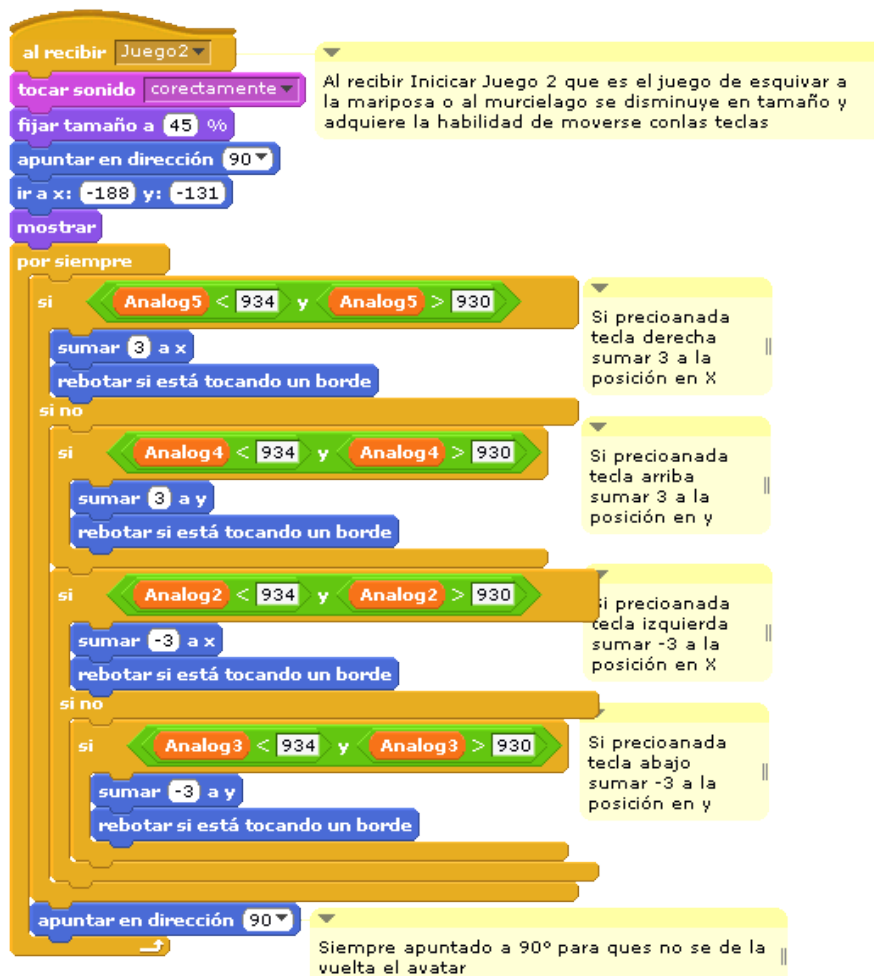 al recibir Juego2
tocar sonido corectamente
Al recibir Inicicar Juego 2 que es el juego de esquivar a
la mariposa o al murcielago se disminuye en tamaño y
adquiere la habilidad de moverse conlas teclas
fijar tamaño a 45 %
apuntar en dirección 90
ir a x: -188 y: -131
mostrar
por siempre
si Analog5 < 934 y Analog5 > 930
Si precioanada
tecla derecha
sumar 3 a la
posición en X
sumar 3 a x
rebotar si está tocando un borde
si no
si Analog4 < 934 y Analog4 > 930
Si precioanada
tecla arriba
sumar 3 a la
posición en y
sumar 3 a y
rebotar si está tocando un borde
si Analog2 < 934 y Analog2 > 930
Si precioanada
tecla izquierda
sumar -3 a la
posición en X
sumar -3 a x
rebotar si está tocando un borde
si no
si Analog3 < 934 y Analog3 > 930
Si precioanada
tecla abajo
sumar -3 a la
posición en y
sumar -3 a y
rebotar si está tocando un borde
apuntar en dirección 90
Siempre apuntado a 90º para ques no se de la
vuelta el avatar